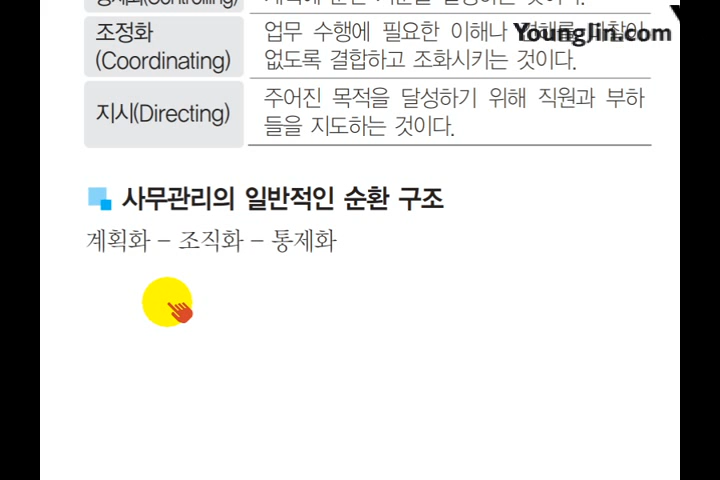 조정화
(Coordinating)
업무 수행에 필요한 이해나
YoungJin.com
없도록 결합하고 조화시키는 것이다.
지시(Directing)
주어진 목적을 달성하기 위해 직원과 부하
들을 지도하는 것이다.
사무관리의 일반적인 순환 구조
계획화 – 조직화 – 통제화